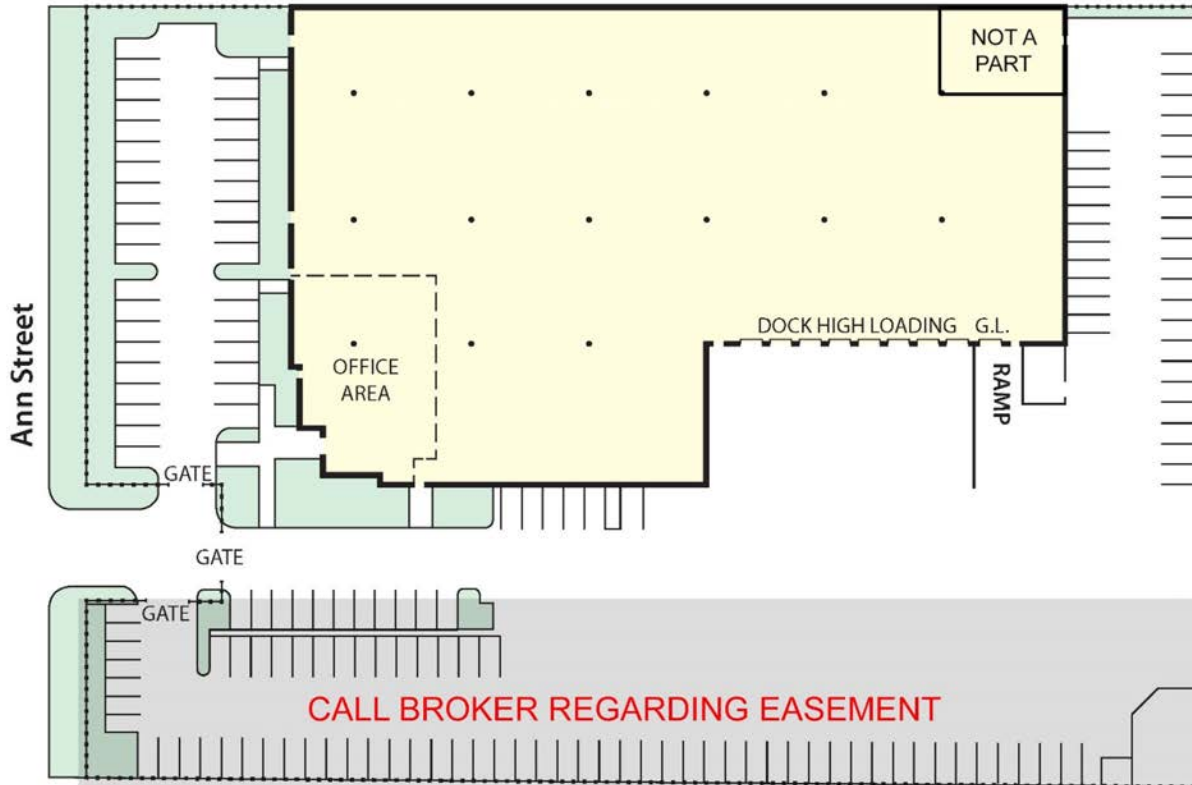 NOT A
PART
DOCK HIGH LOADING G.L.
OFFICE
AREA
RAMP
Ann Street
GATE
GATE
GATE
CALL BROKER REGARDING EASEMENT